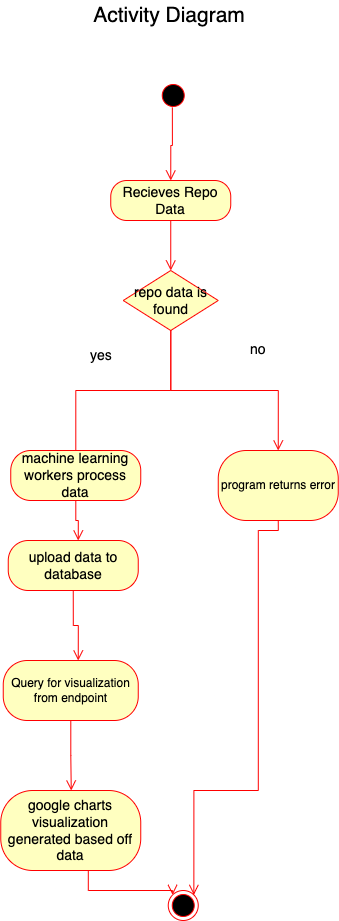 Activity Diagram
Recieves Repo
Data
repo data is
found
yes
no
machine learning
workers process
data
program returns error
upload data to
database
Query for visualization
from endpoint
google charts
visualization
generated based off
data